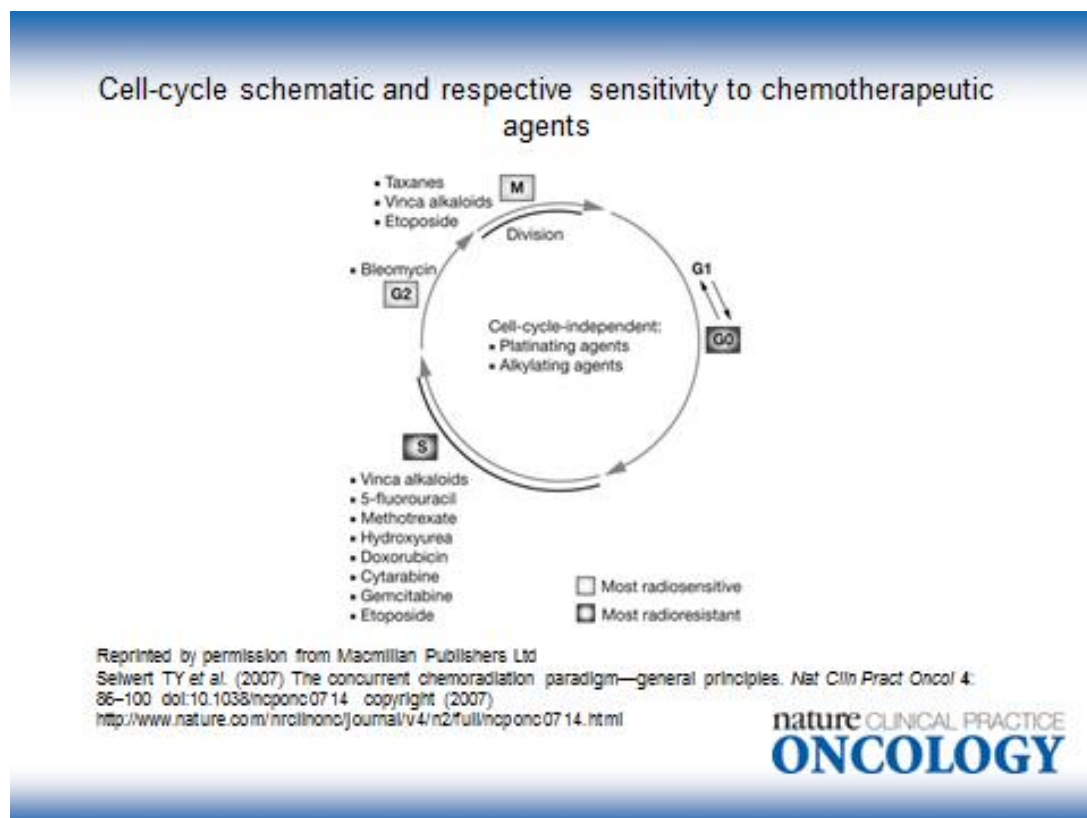 Cell-cycle schematic and respective sensitivity to chemotherapeutic
agents
• Taxanes
• Vinca alkaloids
• Etoposide
M
Division
• Bleomycin
G2
G1
G0
Cell-cycle-independent:
• Platinating agents
• Alkylating agents
S
• Vinca alkaloids
• 5-fluorouracil
• Methotrexate
• Hydroxyurea
• Doxorubicin
• Cytarabine
• Gemcitabine
• Etoposide
Most radiosensitive
Most radioresistant
Reprinted by permission from Macmillan Publishers Ltd
Seiwert TY et al. (2007) The concurrent chemoradiation paradigm—general principles. Nat Clin Pract Oncol 4:
86–100 doi:10.1038/ncponc0714 copyright (2007)
http://www.nature.com/nrclinonc/journal/v4/n2/full/ncponc0714.html
nature CLINICAL PRACTICE
ONCOLOGY